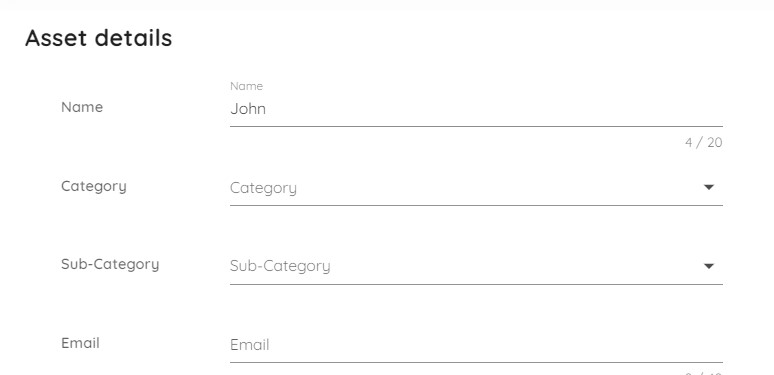 Asset details
Name
Name
John
4 / 20
Category
Category
Sub-Category
Sub-Category
Email
Email